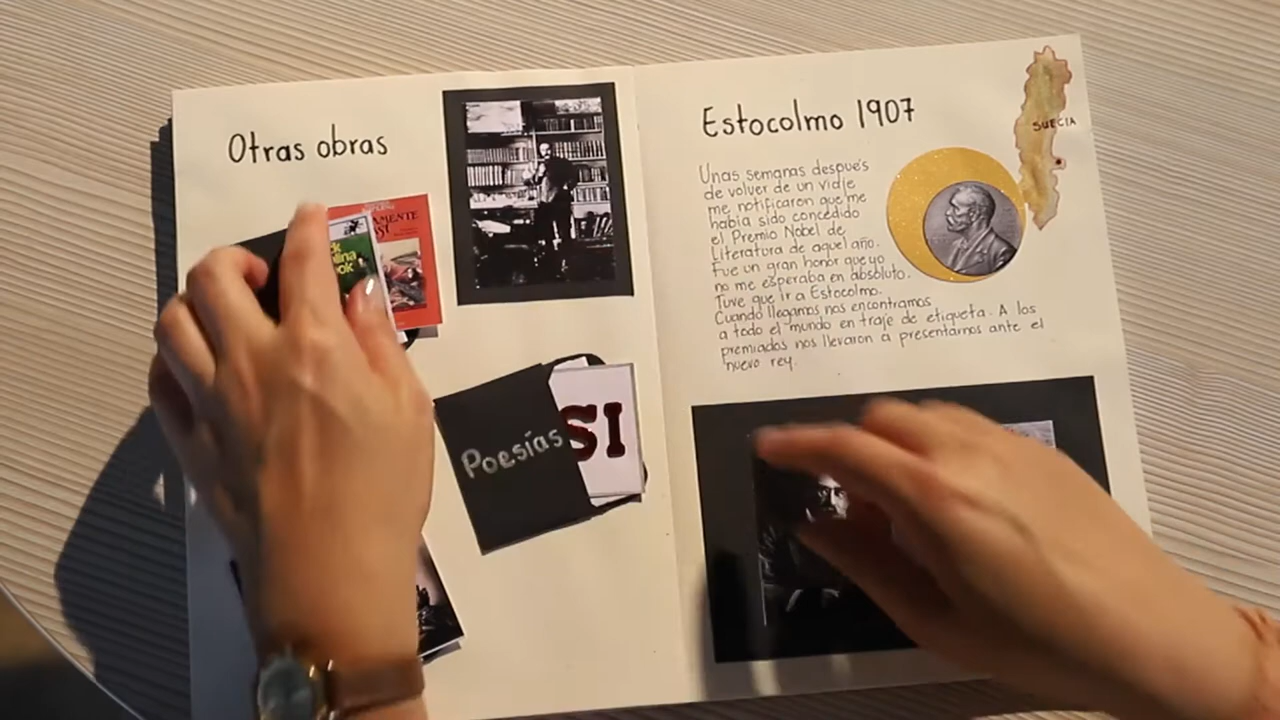 Otras obras
AMENTE
Poesías
SI
Estocolmo 1907
SUECIA
Unas semanas después
de volver de un viaje
me notificaron que me
había sido concedido
el Premio Nobel de
Literatura de aquel año.
Fue un gran honor que yo
no me esperaba en absoluto.
Tuve que ir a Estocolmo.
Cuando llegamos nos encontramos
a todo el mundo en traje de etiqueta. A los
premiados nos llevaron a presentarnos ante el
nuevo rey.